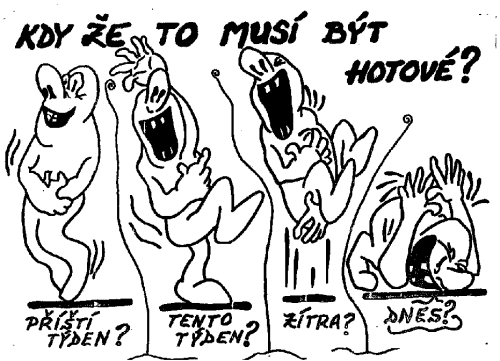 KDY ŽE TO MUSÍ BÝT
HOTOVÉ?
PŘÍŠTÍ
TÝDEN?
TENTO
TÝDEN?
ZÍTRA?
DNES?